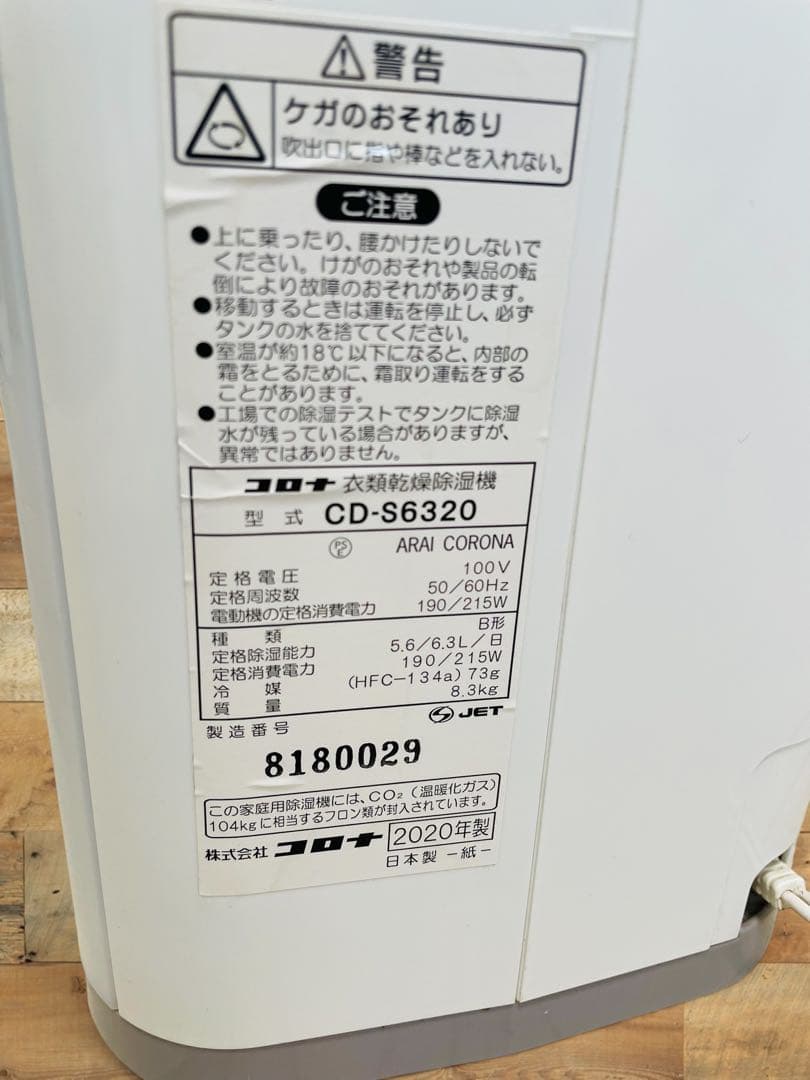 警告
ケガのおそれあり
吹出口に指や棒などを入れない。
ご注意
●上に乗ったり、腰かけたりしないで
ください。けがのおそれや製品の転
倒により故障のおそれがあります。
●移動するときは運転を停止し、必ず
タンクの水を捨ててください。
●室温が約18℃以下になると、内部の
霜をとるために、霜取り運転をする
ことがあります。
●工場での除湿テストでタンクに除湿
水が残っている場合がありますが、
異常ではありません。
コロナ 衣類乾燥除湿機
型式 CD-S6320
PSE ARAI CORONA
定格電圧 100V
定格周波数 50/60Hz
電動機の定格消費電力 190/215W
種類 B形
定格除湿能力 5.6/6.3L/日
定格消費電力 190/215W
冷媒 (HFC-134a) 73g
質量 8.3kg
JET
製造番号
8180029
この家庭用除湿機には、CO₂(温暖化ガス)
104kgに相当するフロン類が封入されています。
株式会社 コロナ 2020年製
日本製 -紙-